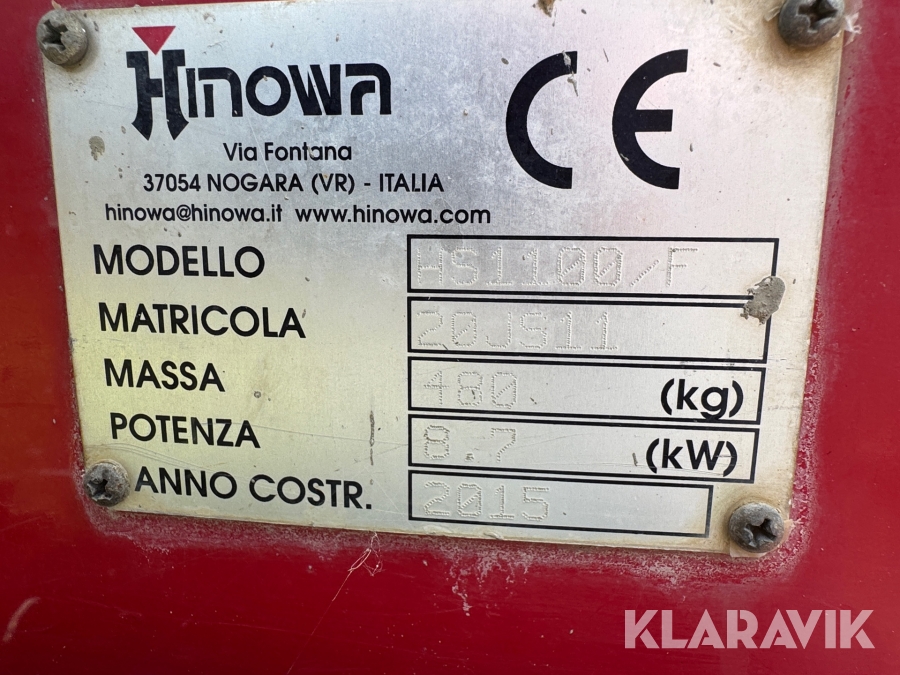 HINOWA
CE
Via Fontana
37054 NOGARA (VR) - ITALIA
hinowa@hinowa.it www.hinowa.com
MODELLO HS1100/F
MATRICOLA 20JS11
MASSA 480 (kg)
POTENZA 8.7 (kW)
ANNO COSTR. 2015
KLARAVIK